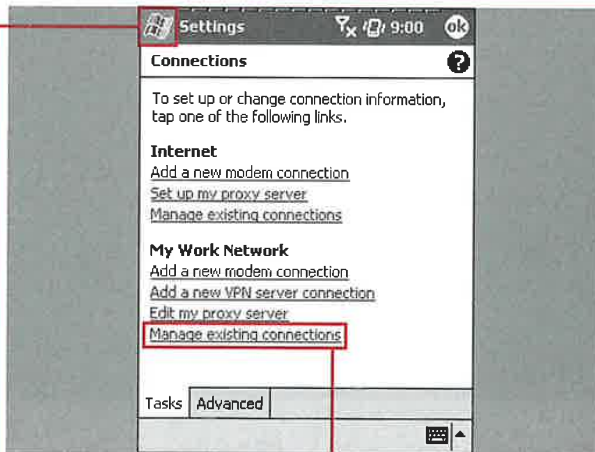 Settings 9:00 ok
Connections ?
To set up or change connection information,
tap one of the following links.
Internet
Add a new modem connection
Set up my proxy server
Manage existing connections
My Work Network
Add a new modem connection
Add a new VPN server connection
Edit my proxy server
Manage existing connections
Tasks Advanced